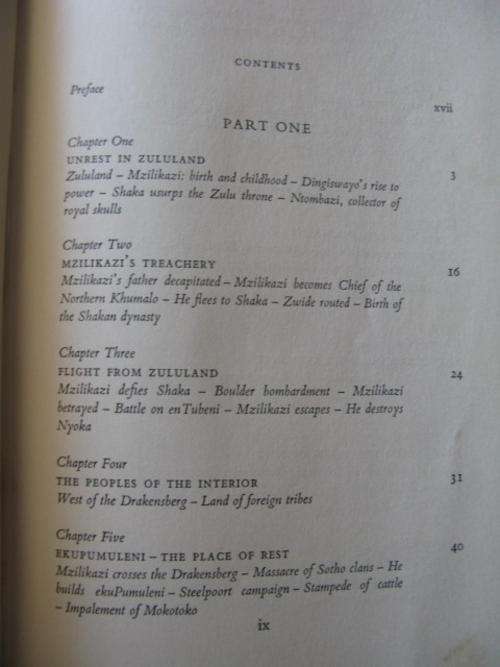 CONTENTS
Preface
xvii
PART ONE
Chapter One
UNREST IN ZULULAND
Zululand – Mzilikazi: birth and childhood – Dingiswayo's rise to 3
power – Shaka usurps the Zulu throne – Ntombazi, collector of
royal skulls
Chapter Two
MZILIKAZI'S TREACHERY 16
Mzilikazi's father decapitated – Mzilikazi becomes Chief of the
Northern Khumalo – He flees to Shaka – Zwide routed – Birth of
the Shakan dynasty
Chapter Three
FLIGHT FROM ZULULAND 24
Mzilikazi defies Shaka – Boulder bombardment – Mzilikazi
betrayed – Battle on enTubeni – Mzilikazi escapes – He destroys
Nyoka
Chapter Four
THE PEOPLES OF THE INTERIOR 31
West of the Drakensberg – Land of foreign tribes
Chapter Five
EKUPUMULENI – THE PLACE OF REST 40
Mzilikazi crosses the Drakensberg – Massacre of Sotho clans – He
builds ekuPumuleni – Steelpoort campaign – Stampede of cattle
– Impalement of Mokotoko
ix